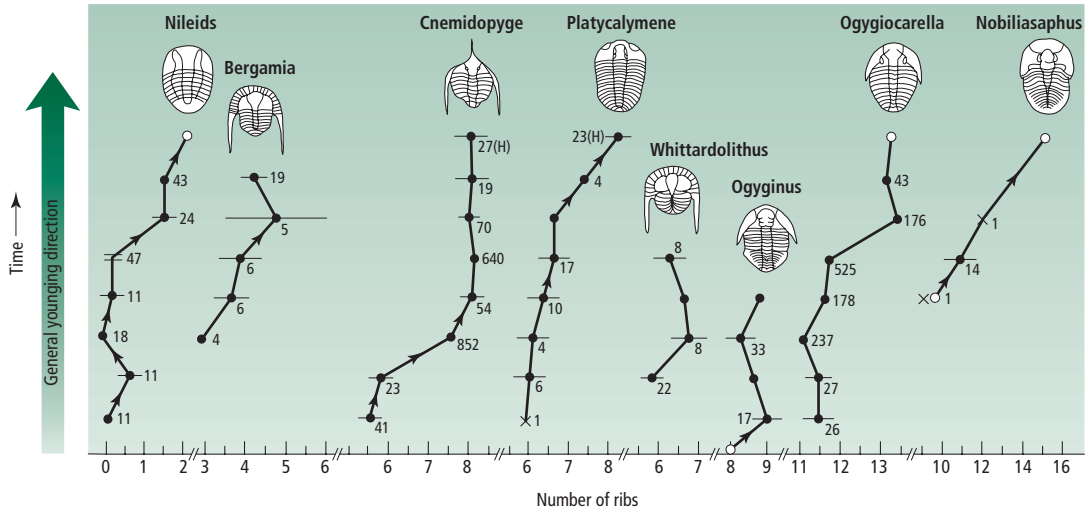 Nileids
Cnemidopyge
Platycalymene
Ogygiocarella
Nobiliasaphus
Bergamia
Whittardolithus
Ogyginus
Time
General younging direction
43
24
47
11
18
11
11
19
5
6
6
4
27(H)
19
70
640
54
852
23
41
23(H)
4
17
10
4
6
1
8
8
22
33
17
43
176
525
178
237
27
26
1
14
1
0 1 2 3 4 5 6 6 7 8 6 7 8 6 7 8 9 11 12 13 10 12 14 16
Number of ribs